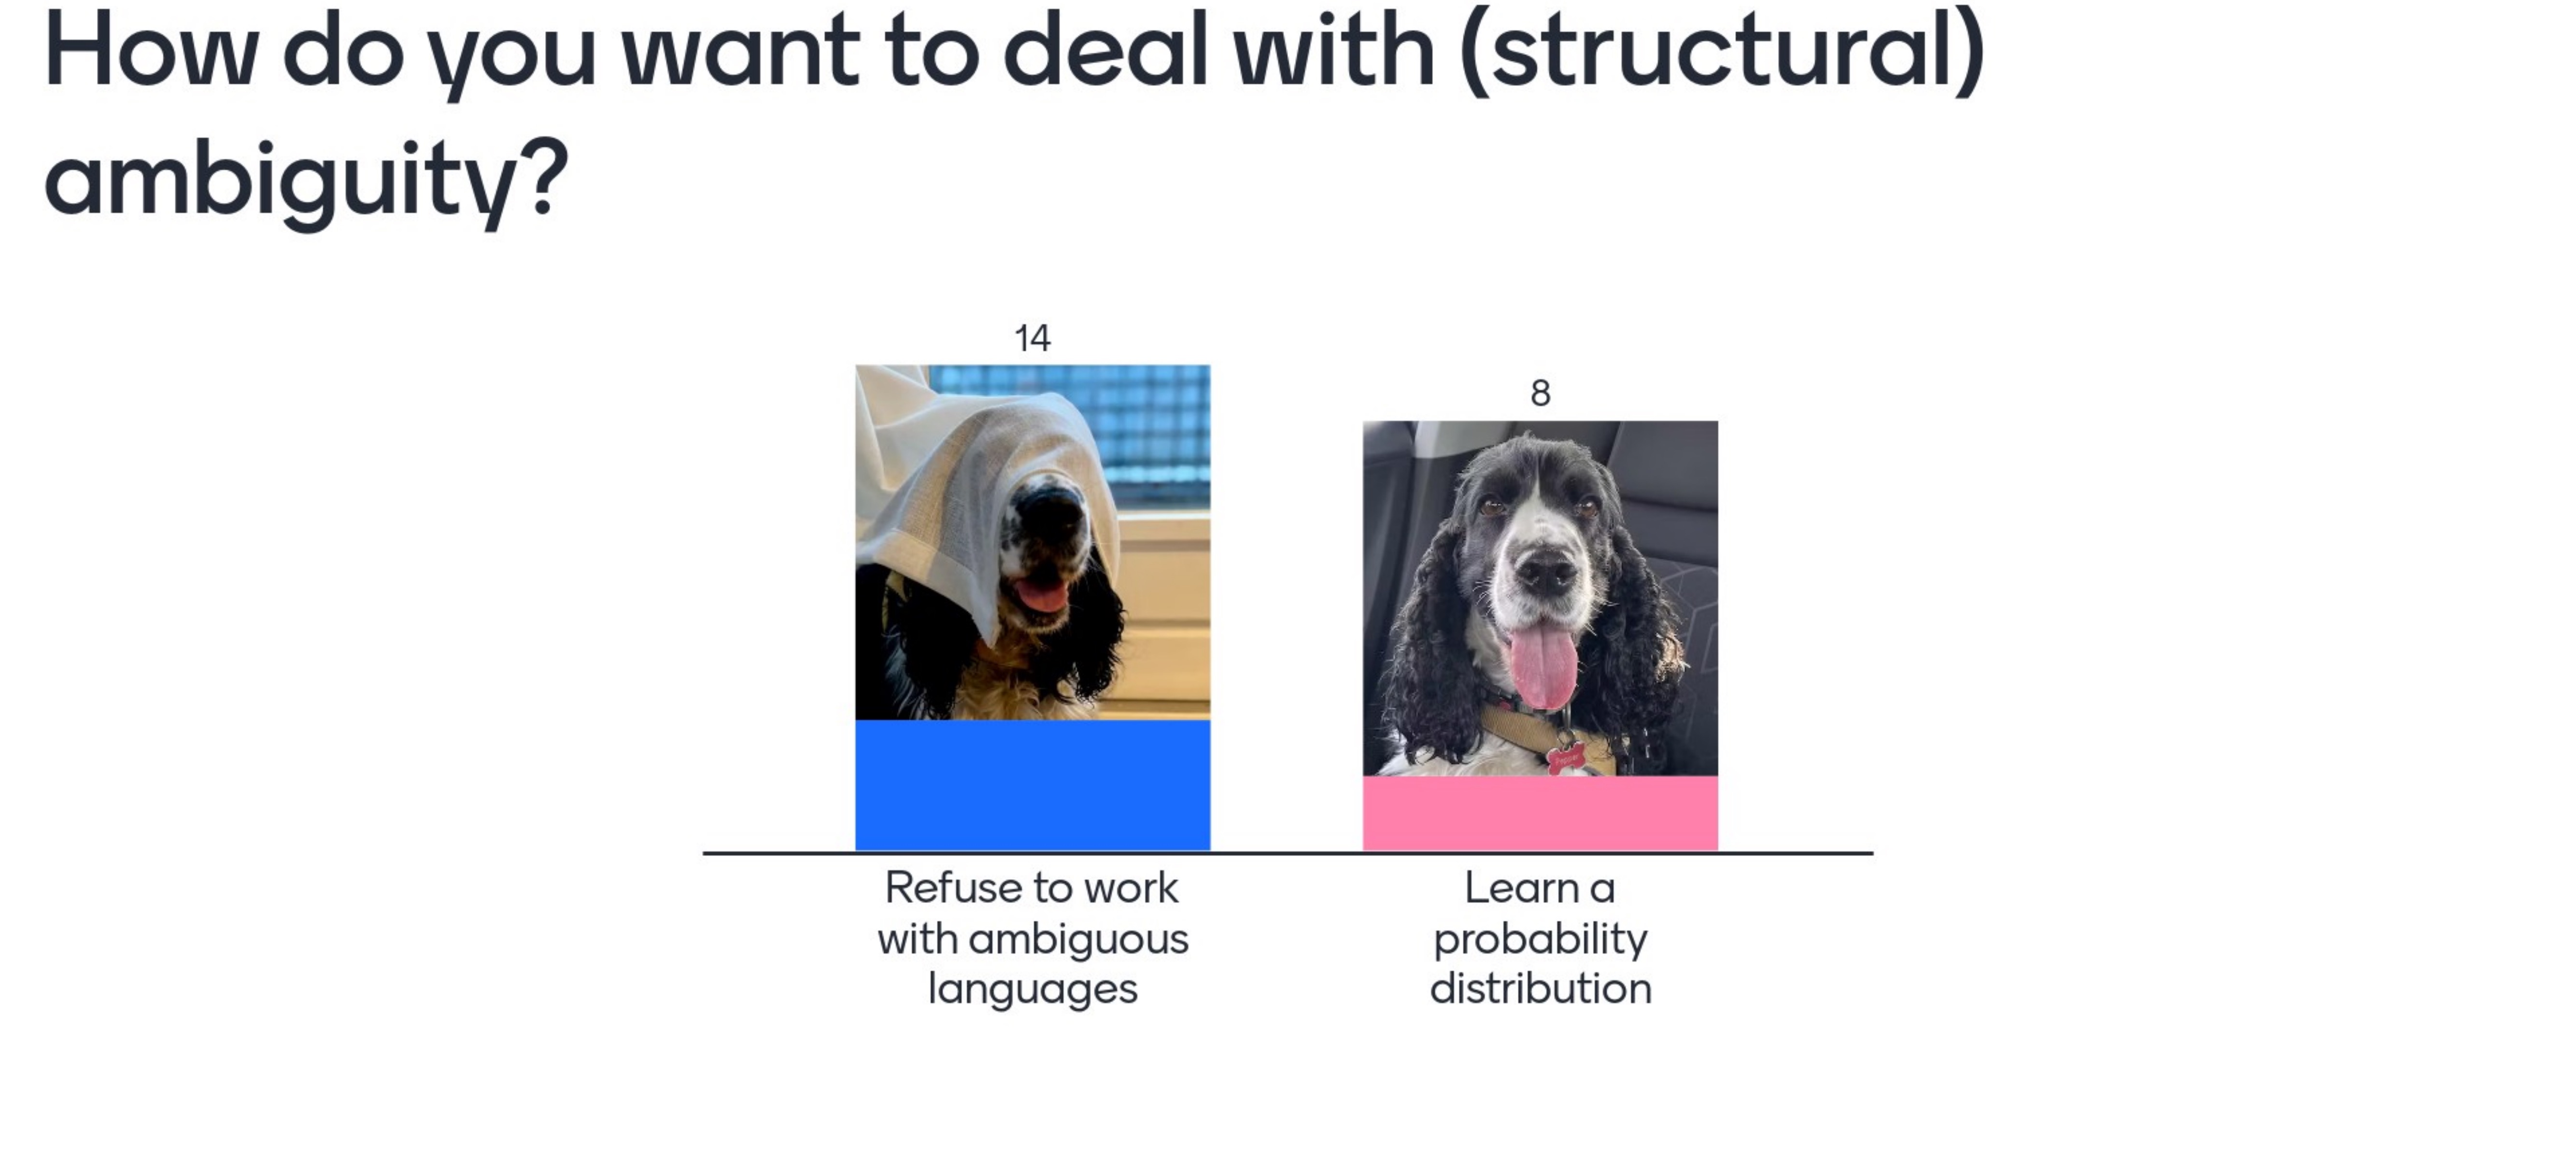 How do you want to deal with (structural)
ambiguity?
14
8
Refuse to work
with ambiguous
languages
Learn a
probability
distribution
Pepper